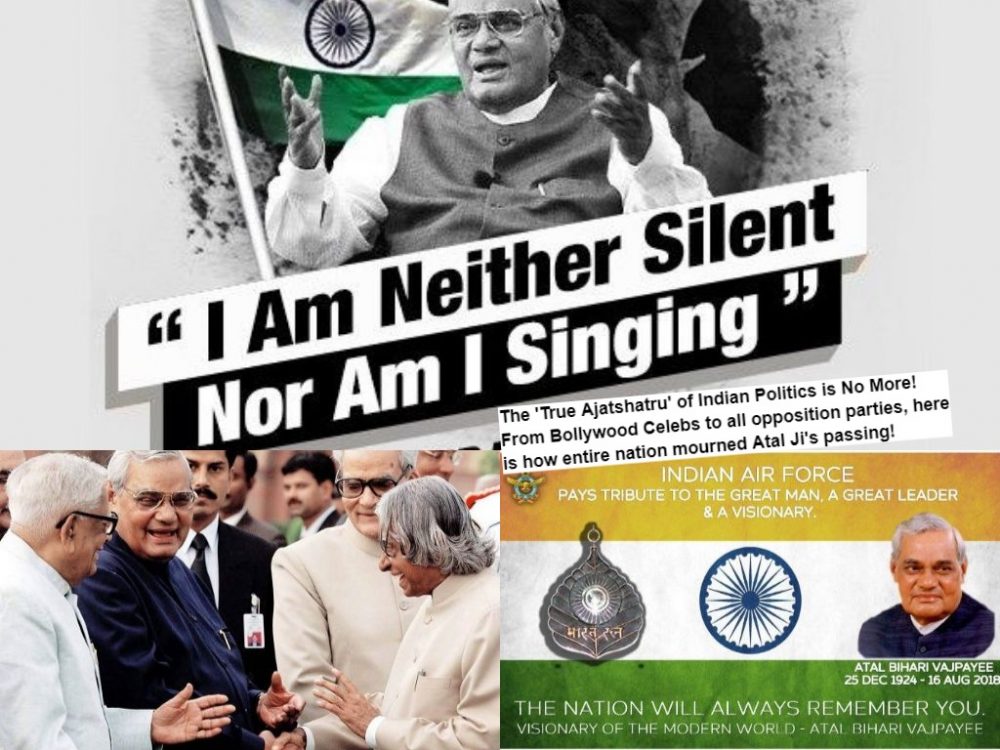 “ I Am Neither Silent
Nor Am I Singing ”
The 'True Ajatshatru' of Indian Politics is No More!
From Bollywood Celebs to all opposition parties, here
is how entire nation mourned Atal Ji's passing!
INDIAN AIR FORCE
PAYS TRIBUTE TO THE GREAT MAN, A GREAT LEADER
& A VISIONARY.
भारत रत्न
ATAL BIHARI VAJPAYEE
25 DEC 1924 - 16 AUG 2018
THE NATION WILL ALWAYS REMEMBER YOU.
VISIONARY OF THE MODERN WORLD - ATAL BIHARI VAJPAYEE